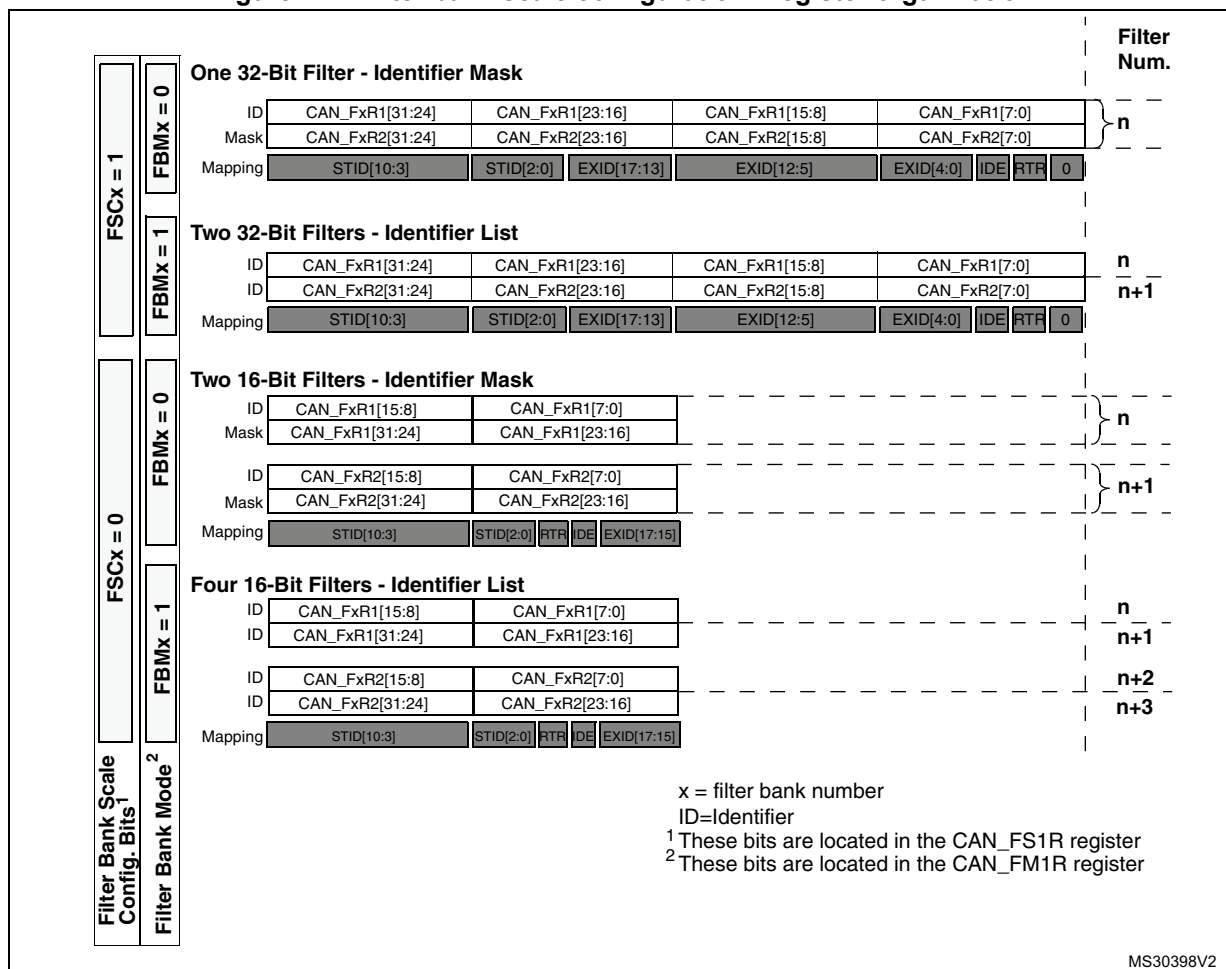 Filter
Num.
One 32-Bit Filter - Identifier Mask
ID CAN_FxR1[31:24] CAN_FxR1[23:16] CAN_FxR1[15:8] CAN_FxR1[7:0]
n
Mask CAN_FxR2[31:24] CAN_FxR2[23:16] CAN_FxR2[15:8] CAN_FxR2[7:0]
Mapping STID[10:3] STID[2:0] EXID[17:13] EXID[12:5] EXID[4:0] IDE RTR 0
FSCx = 1
FBMx = 0
Two 32-Bit Filters - Identifier List
ID CAN_FxR1[31:24] CAN_FxR1[23:16] CAN_FxR1[15:8] CAN_FxR1[7:0] n
ID CAN_FxR2[31:24] CAN_FxR2[23:16] CAN_FxR2[15:8] CAN_FxR2[7:0] n+1
Mapping STID[10:3] STID[2:0] EXID[17:13] EXID[12:5] EXID[4:0] IDE RTR 0
FBMx = 1
Two 16-Bit Filters - Identifier Mask
ID CAN_FxR1[15:8] CAN_FxR1[7:0]
n
Mask CAN_FxR1[31:24] CAN_FxR1[23:16]
ID CAN_FxR2[15:8] CAN_FxR2[7:0]
n+1
Mask CAN_FxR2[31:24] CAN_FxR2[23:16]
Mapping STID[10:3] STID[2:0] RTR IDE EXID[17:15]
FSCx = 0
FBMx = 0
Four 16-Bit Filters - Identifier List
ID CAN_FxR1[15:8] CAN_FxR1[7:0] n
ID CAN_FxR1[31:24] CAN_FxR1[23:16] n+1
ID CAN_FxR2[15:8] CAN_FxR2[7:0] n+2
ID CAN_FxR2[31:24] CAN_FxR2[23:16] n+3
Mapping STID[10:3] STID[2:0] RTR IDE EXID[17:15]
FBMx = 1
Filter Bank Scale
Config. Bits1
Filter Bank Mode2
x = filter bank number
ID=Identifier
1 These bits are located in the CAN_FS1R register
2 These bits are located in the CAN_FM1R register
MS30398V2